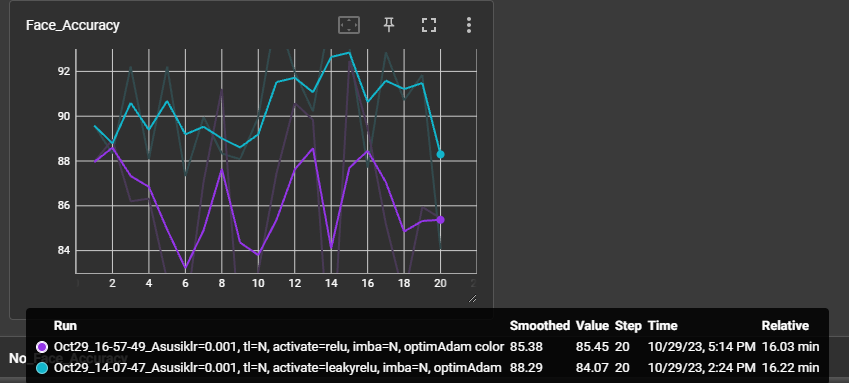 Face_Accuracy
92
90
88
86
84
2 4 6 8 10 12 14 16 18 20
Run Smoothed Value Step Time Relative
Oct29_16-57-49_Asusiklr=0.001, tl=N, activate=relu, imba=N, optimAdam color 85.38 85.45 20 10/29/23, 5:14 PM 16.03 min
Oct29_14-07-47_Asusiklr=0.001, tl=N, activate=leakyrelu, imba=N, optimAdam 88.29 84.07 20 10/29/23, 2:24 PM 16.22 min
No_Face_Accuracy